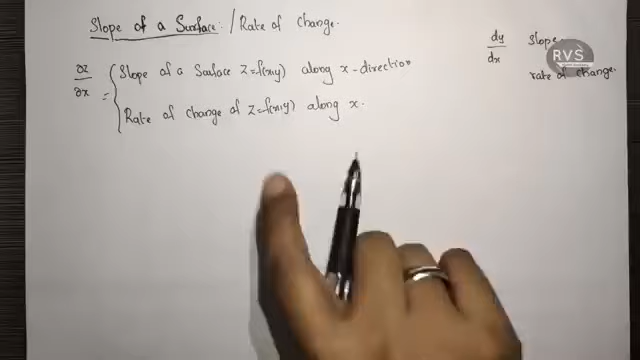 Slope of a Surface: / Rate of change.
dy/dx slope
rate of change.
RVS
∂z/∂x = { Slope of a Surface z=f(x,y) along x-direction
Rate of change of z=f(x,y) along x.